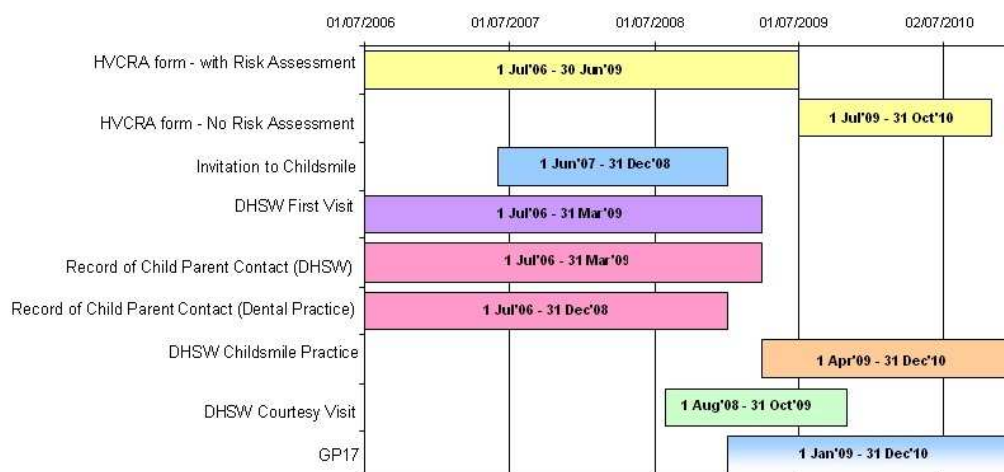 01/07/2006 01/07/2007 01/07/2008 01/07/2009 02/07/2010
HVCRA form - with Risk Assessment 1 Jul'06 - 30 Jun'09
HVCRA form - No Risk Assessment 1 Jul'09 - 31 Oct'10
Invitation to Childsmile 1 Jun'07 - 31 Dec'08
DHSW First Visit 1 Jul'06 - 31 Mar'09
Record of Child Parent Contact (DHSW) 1 Jul'06 - 31 Mar'09
Record of Child Parent Contact (Dental Practice) 1 Jul'06 - 31 Dec'08
DHSW Childsmile Practice 1 Apr'09 - 31 Dec'10
DHSW Courtesy Visit 1 Aug'08 - 31 Oct'09
GP17 1 Jan'09 - 31 Dec'10